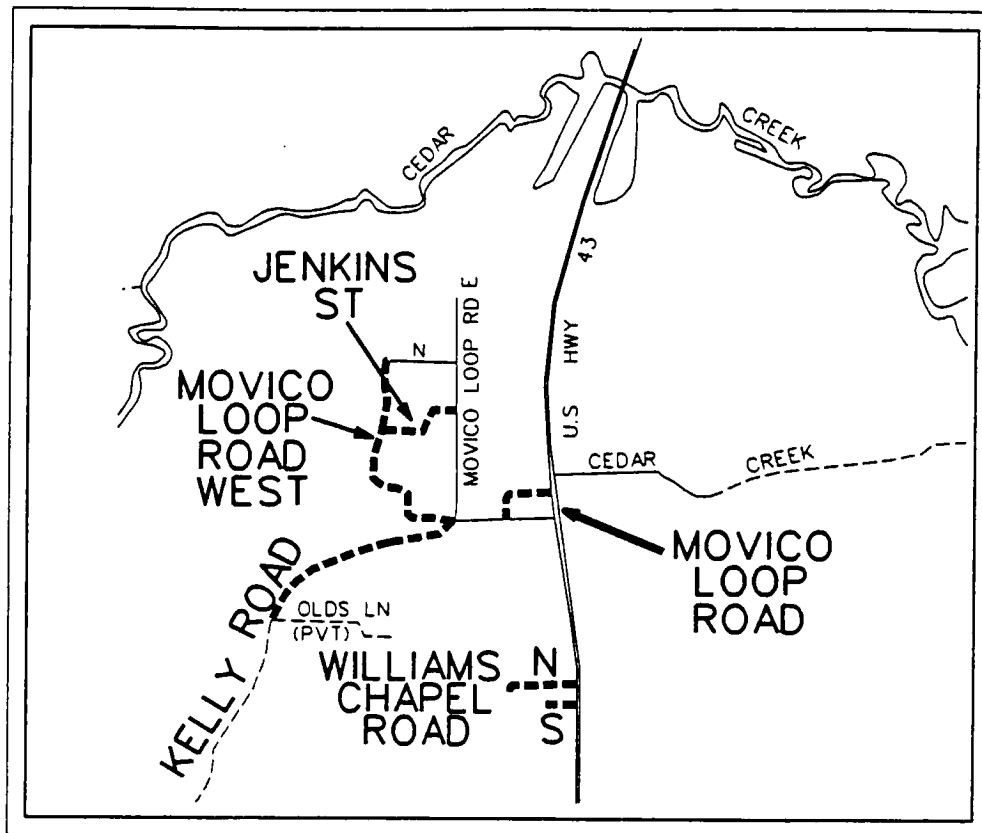 CEDAR
CREEK
43
HWY
U.S
JENKINS
ST
N
MOVICO LOOP RD E
MOVICO
LOOP
ROAD
WEST
CEDAR
CREEK
MOVICO
LOOP
ROAD
KELLY ROAD
OLDS LN
(PVT)
WILLIAMS
CHAPEL
ROAD
N
S